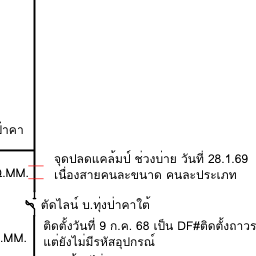 จุดปลดแคล้มป์ ช่วงบ่าย วันที่ 28.1.69
เนื่องสายคนละขนาด คนละประเภท
.MM.
ตัดไลน์ บ.ทุ่งป่าคาใต้
ติดตั้งวันที่ 9 ก.ค. 68 เป็น DF#ติดตั้งถาวร
.MM.
แต่ยังไม่มีรหัสอุปกรณ์